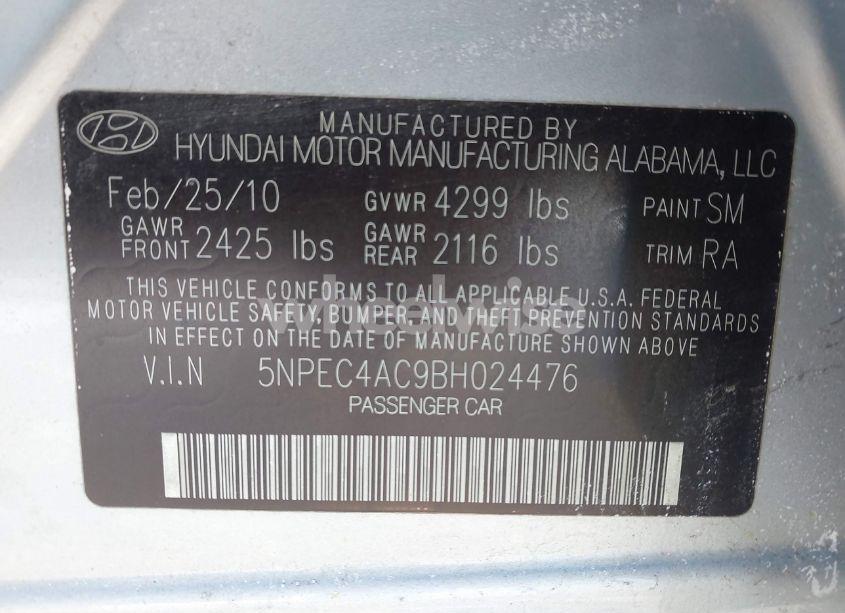 MANUFACTURED BY
HYUNDAI MOTOR MANUFACTURING ALABAMA, LLC
Feb/25/10 GVWR 4299 lbs PAINT SM
GAWR FRONT 2425 lbs GAWR REAR 2116 lbs TRIM RA
THIS VEHICLE CONFORMS TO ALL APPLICABLE U.S.A. FEDERAL
MOTOR VEHICLE SAFETY, BUMPER, AND THEFT PREVENTION STANDARDS
IN EFFECT ON THE DATE OF MANUFACTURE SHOWN ABOVE
V.I.N 5NPEC4AC9BH024476
PASSENGER CAR
wheelwise